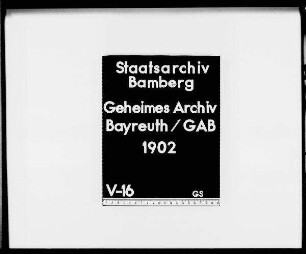 Staatsarchiv
Bamberg
Geheimes Archiv
Bayreuth / GAB
1902
V-16 GS